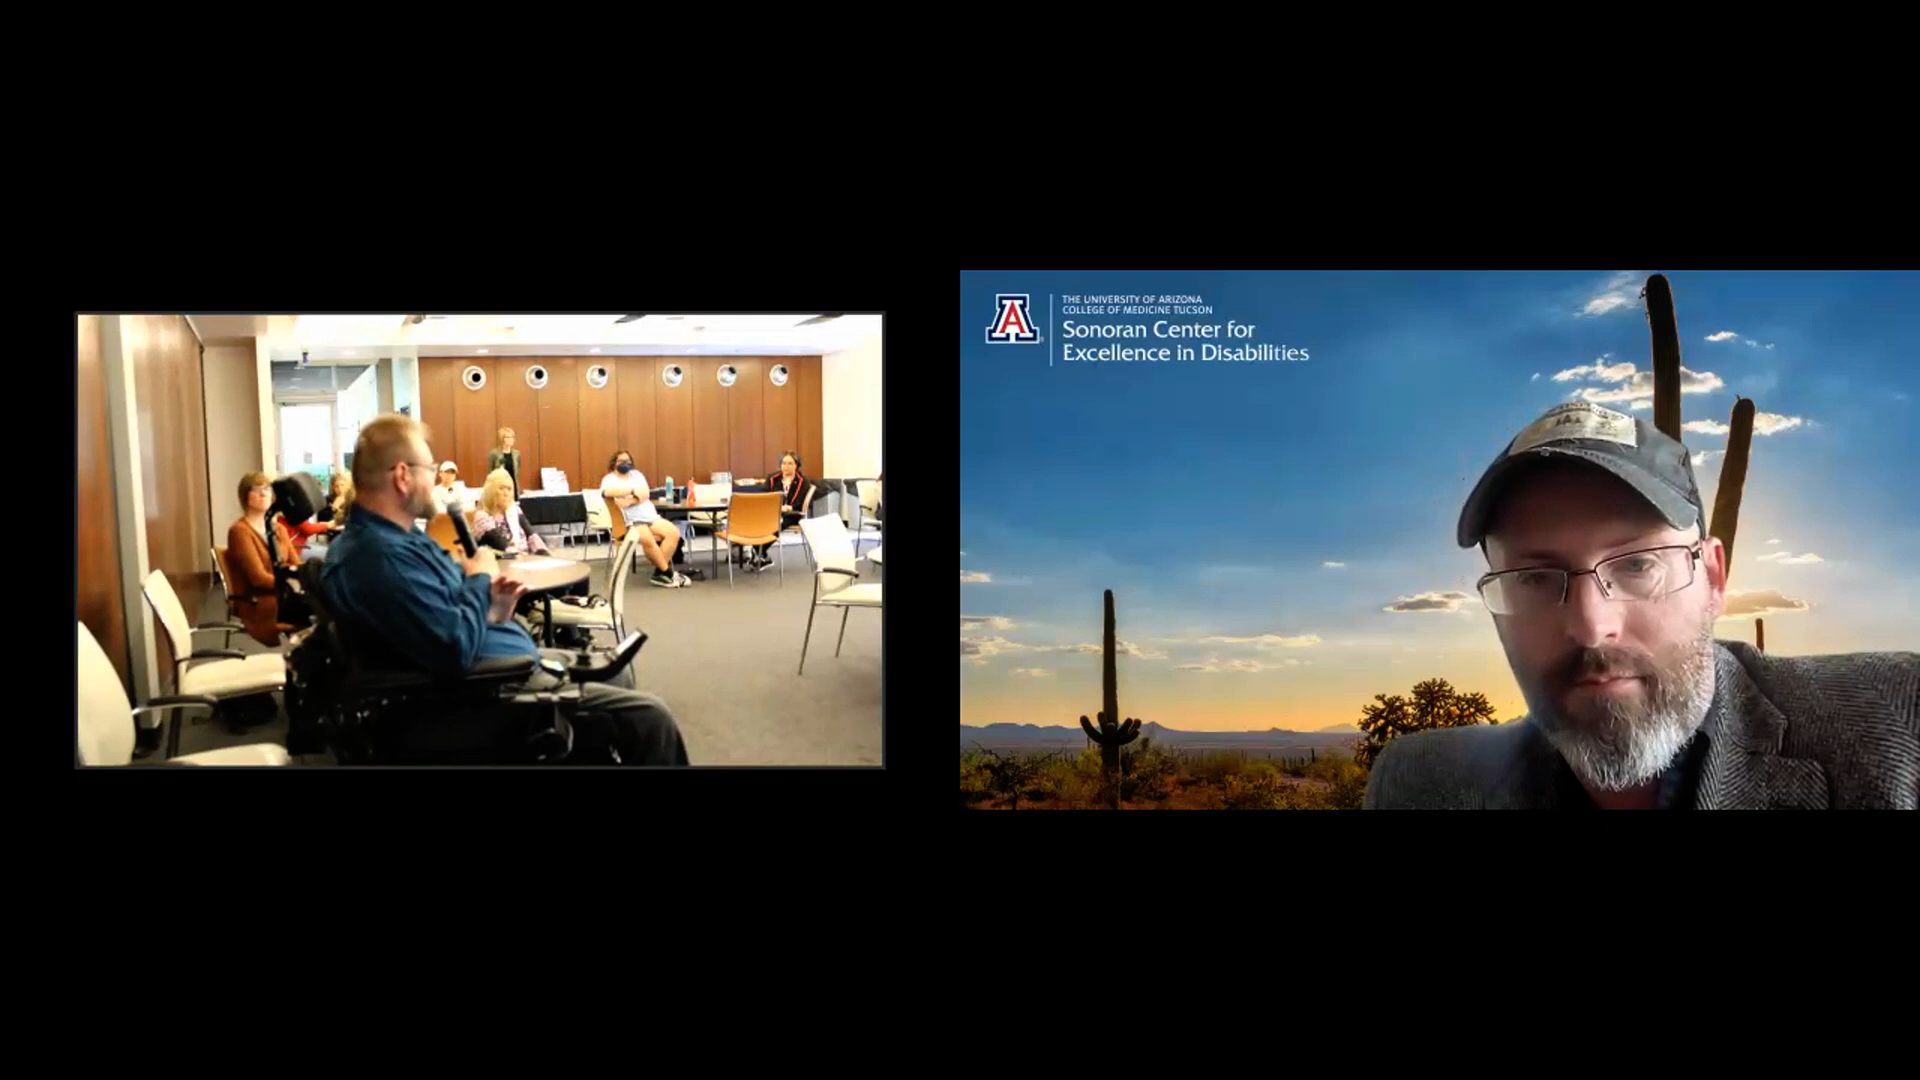 A
THE UNIVERSITY OF ARIZONA
COLLEGE OF MEDICINE TUCSON
Sonoran Center for
Excellence in Disabilities